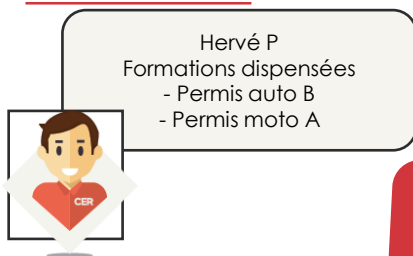 Hervé P
Formations dispensées
- Permis auto B
- Permis moto A
CER